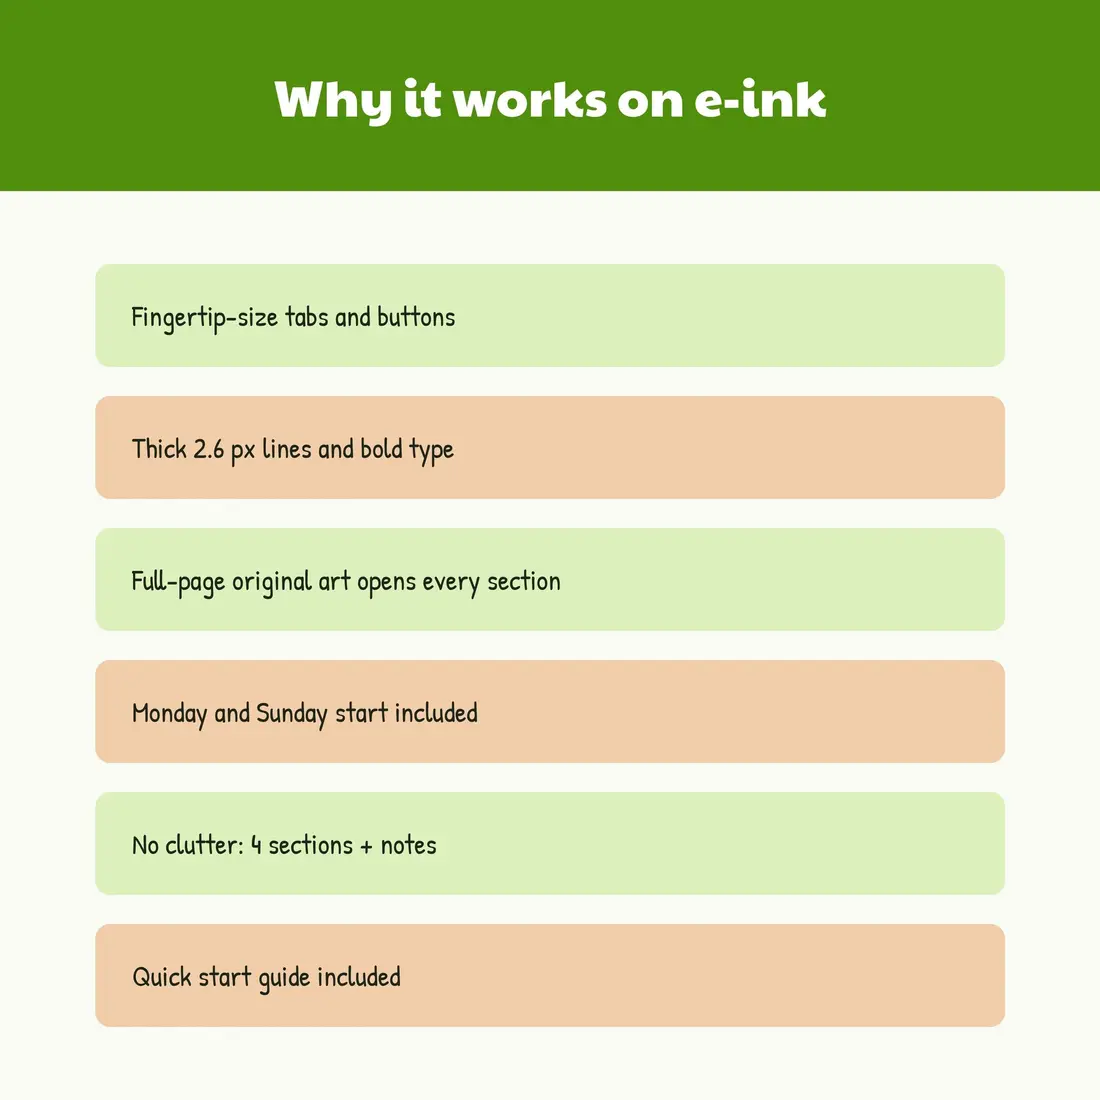 Why it works on e-ink
Fingertip-size tabs and buttons
Thick 2.6 px lines and bold type
Full-page original art opens every section
Monday and Sunday start included
No clutter: 4 sections + notes
Quick start guide included